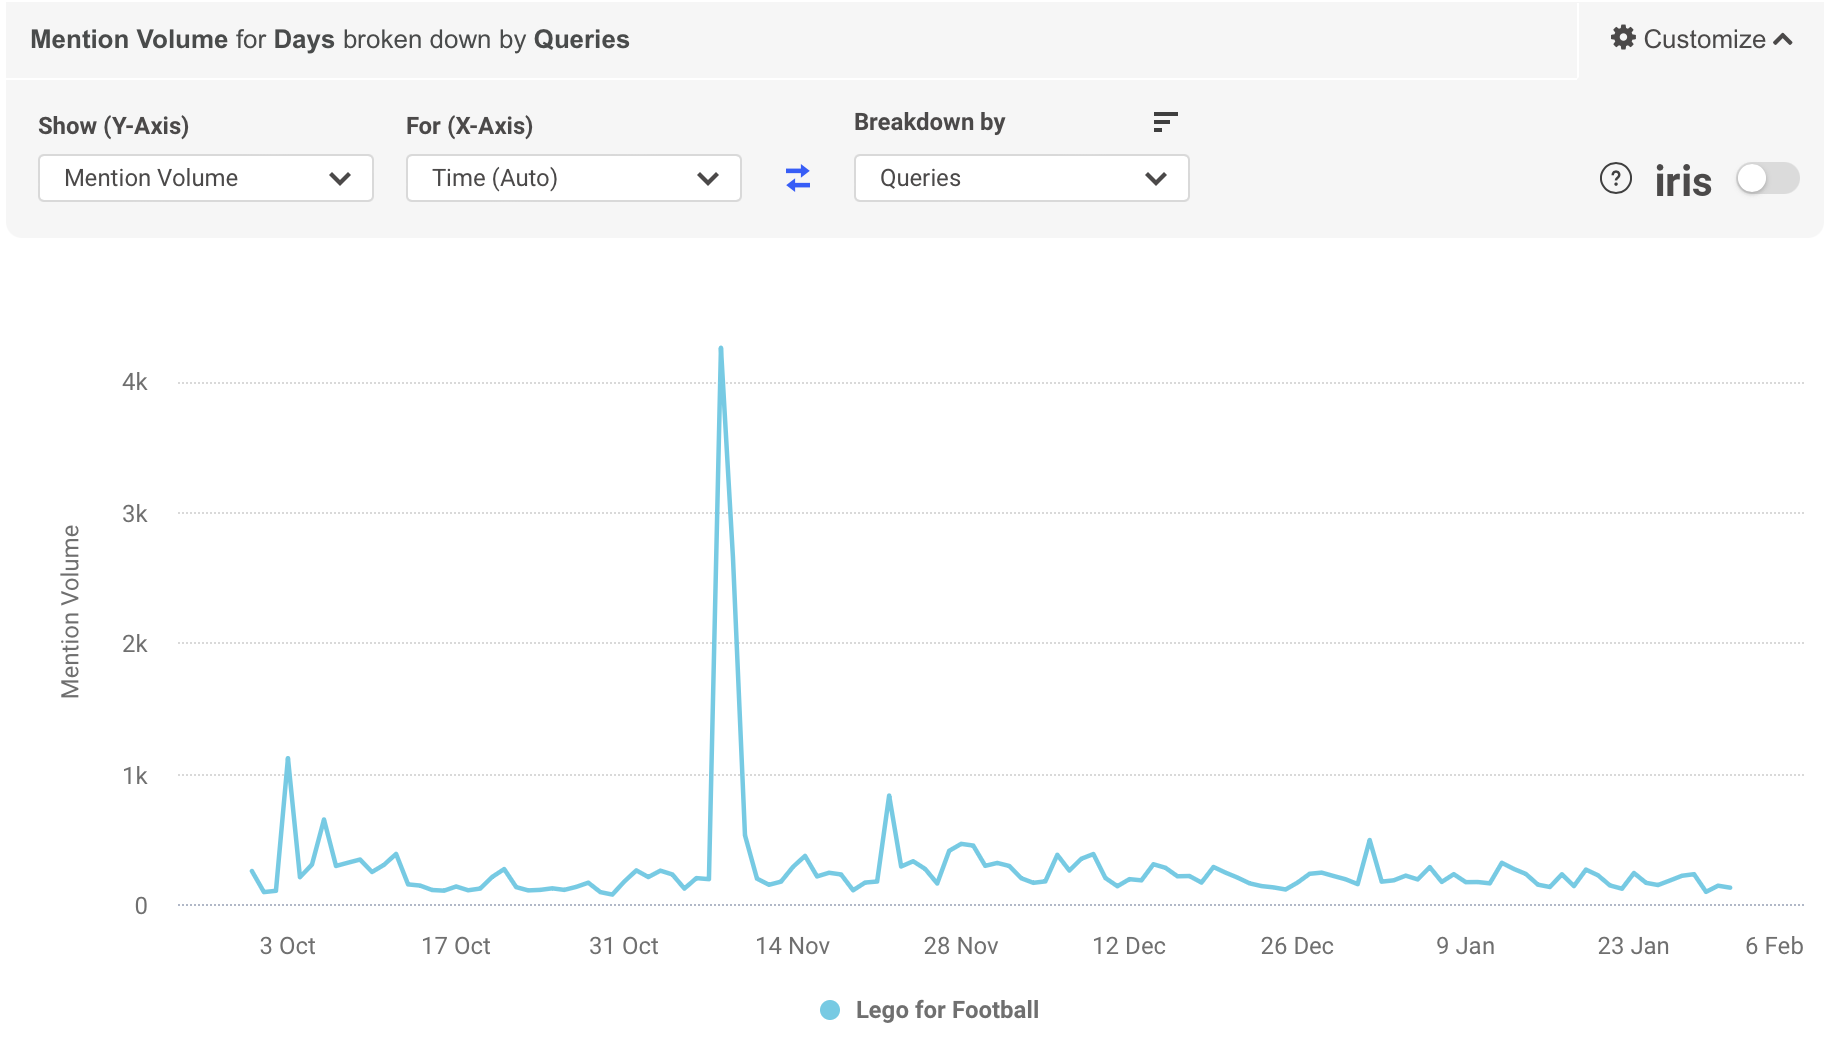 Mention Volume for Days broken down by Queries
Customize
Show (Y-Axis)
For (X-Axis)
Breakdown by
Mention Volume
Time (Auto)
Queries
?
iris
Mention Volume
4k
3k
2k
1k
0
3 Oct
17 Oct
31 Oct
14 Nov
28 Nov
12 Dec
26 Dec
9 Jan
23 Jan
6 Feb
Lego for Football